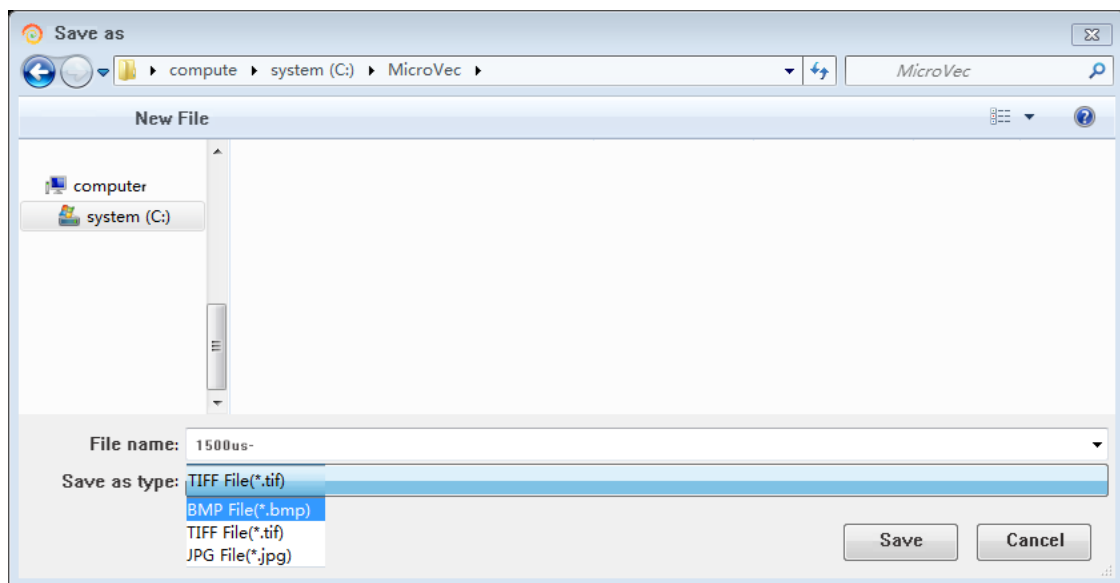 Save as
compute system (C:) MicroVec
MicroVec
New File
computer
system (C:)
File name: 1500us-
Save as type: TIFF File(*.tif)
BMP File(*.bmp)
TIFF File(*.tif)
JPG File(*.jpg)
Save Cancel